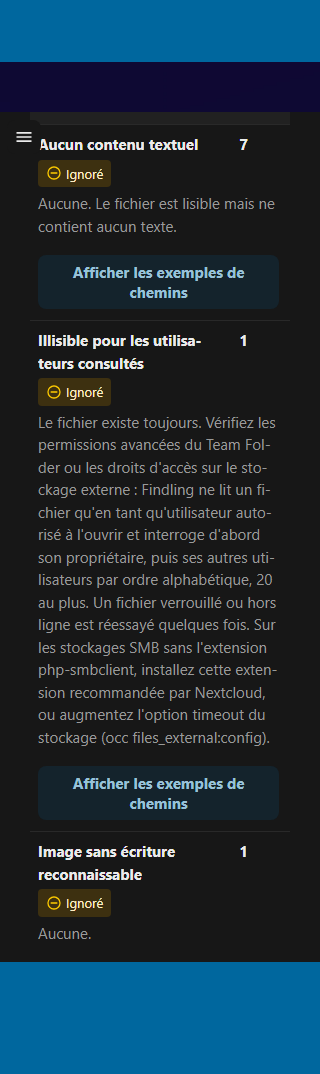 Aucun contenu textuel 7
Ignoré
Aucune. Le fichier est lisible mais ne
contient aucun texte.
Afficher les exemples de
chemins
Illisible pour les utilisa-
teurs consultés 1
Ignoré
Le fichier existe toujours. Vérifiez les
permissions avancées du Team Fol-
der ou les droits d'accès sur le sto-
ckage externe : Findling ne lit un fi-
chier qu'en tant qu'utilisateur auto-
risé à l'ouvrir et interroge d'abord
son propriétaire, puis ses autres uti-
lisateurs par ordre alphabétique, 20
au plus. Un fichier verrouillé ou hors
ligne est réessayé quelques fois. Sur
les stockages SMB sans l'extension
php-smbclient, installez cette exten-
sion recommandée par Nextcloud,
ou augmentez l'option timeout du
stockage (occ files_external:config).
Afficher les exemples de
chemins
Image sans écriture 1
reconnaissable
Ignoré
Aucune.